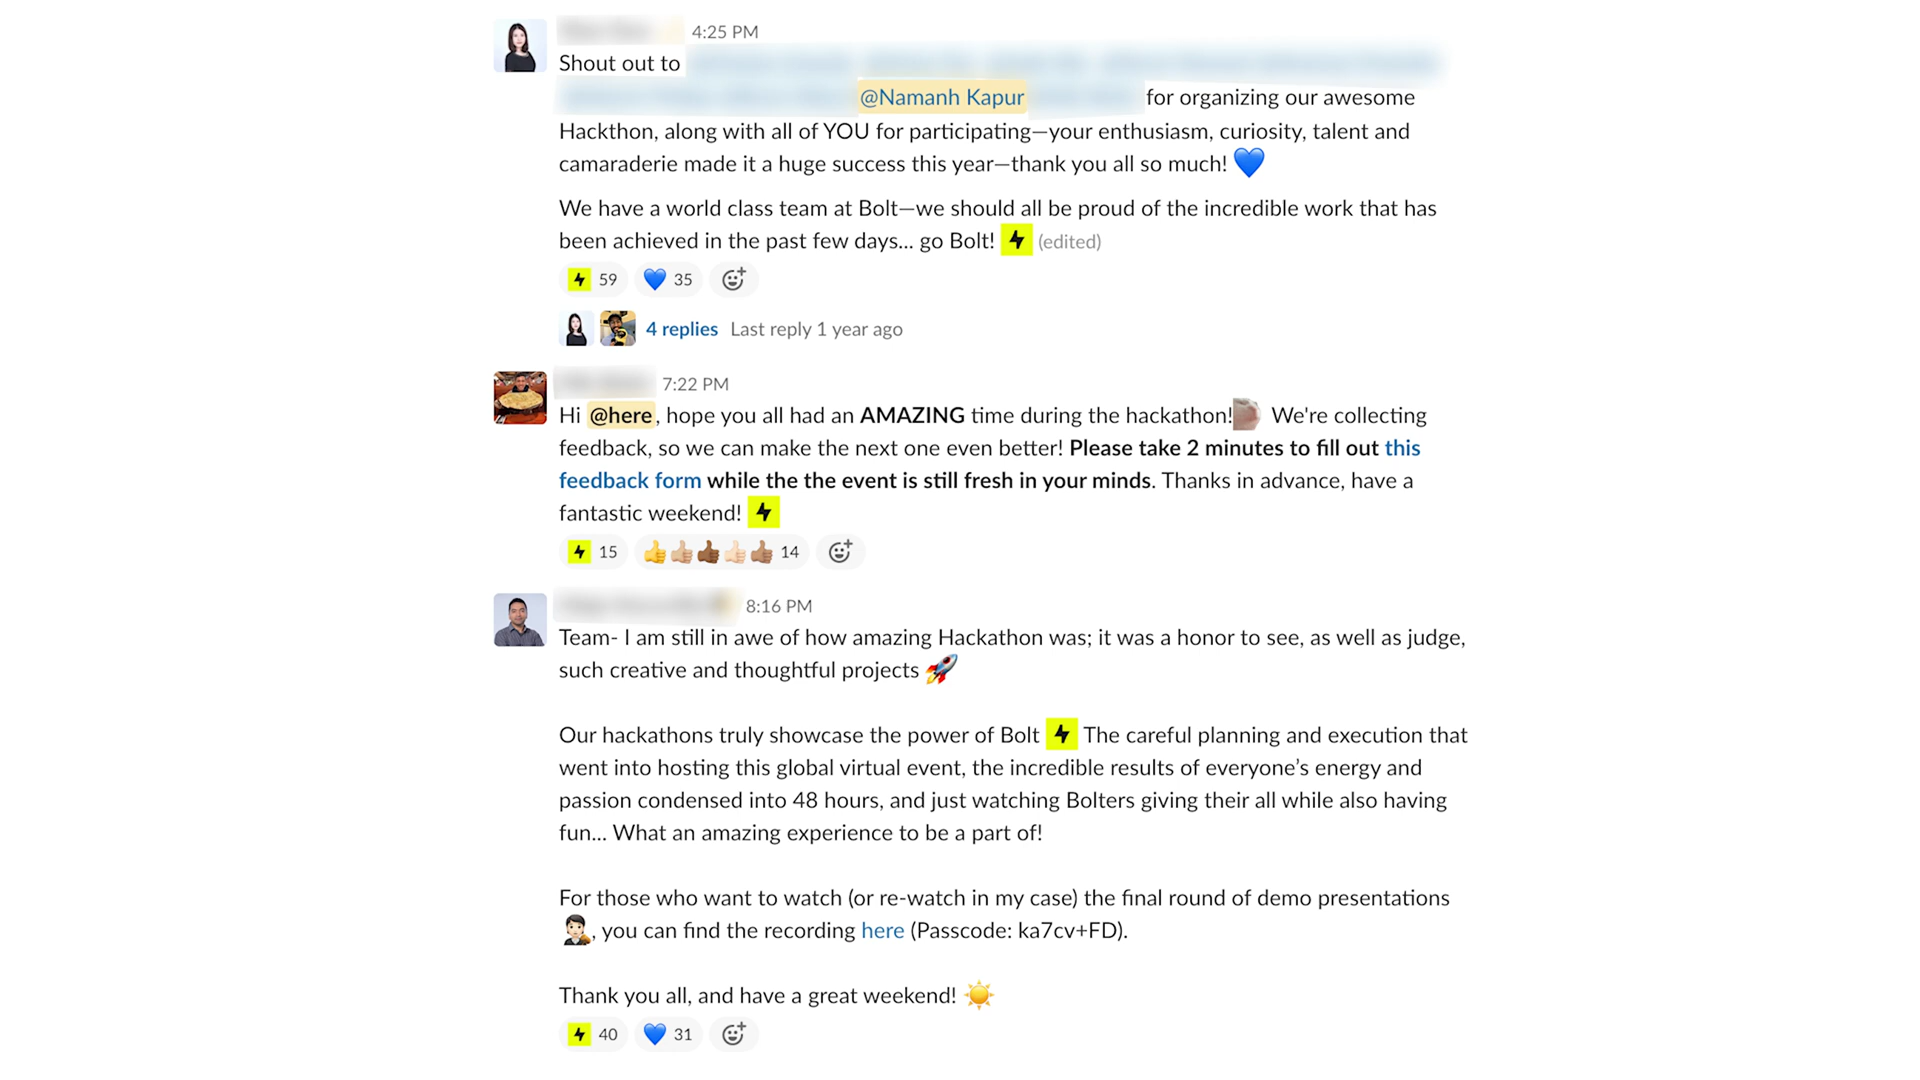 4:25 PM
Shout out to
@Namanh Kapur for organizing our awesome
Hackthon, along with all of YOU for participating—your enthusiasm, curiosity, talent and
camaraderie made it a huge success this year—thank you all so much! 💙
We have a world class team at Bolt—we should all be proud of the incredible work that has
been achieved in the past few days... go Bolt! (edited)
59 35
4 replies Last reply 1 year ago
7:22 PM
Hi @here, hope you all had an AMAZING time during the hackathon! We're collecting
feedback, so we can make the next one even better! Please take 2 minutes to fill out this
feedback form while the the event is still fresh in your minds. Thanks in advance, have a
fantastic weekend!
15 14
8:16 PM
Team- I am still in awe of how amazing Hackathon was; it was a honor to see, as well as judge,
such creative and thoughtful projects 🚀
Our hackathons truly showcase the power of Bolt The careful planning and execution that
went into hosting this global virtual event, the incredible results of everyone’s energy and
passion condensed into 48 hours, and just watching Bolters giving their all while also having
fun... What an amazing experience to be a part of!
For those who want to watch (or re-watch in my case) the final round of demo presentations
, you can find the recording here (Passcode: ka7cv+FD).
Thank you all, and have a great weekend! ☀️
40 31